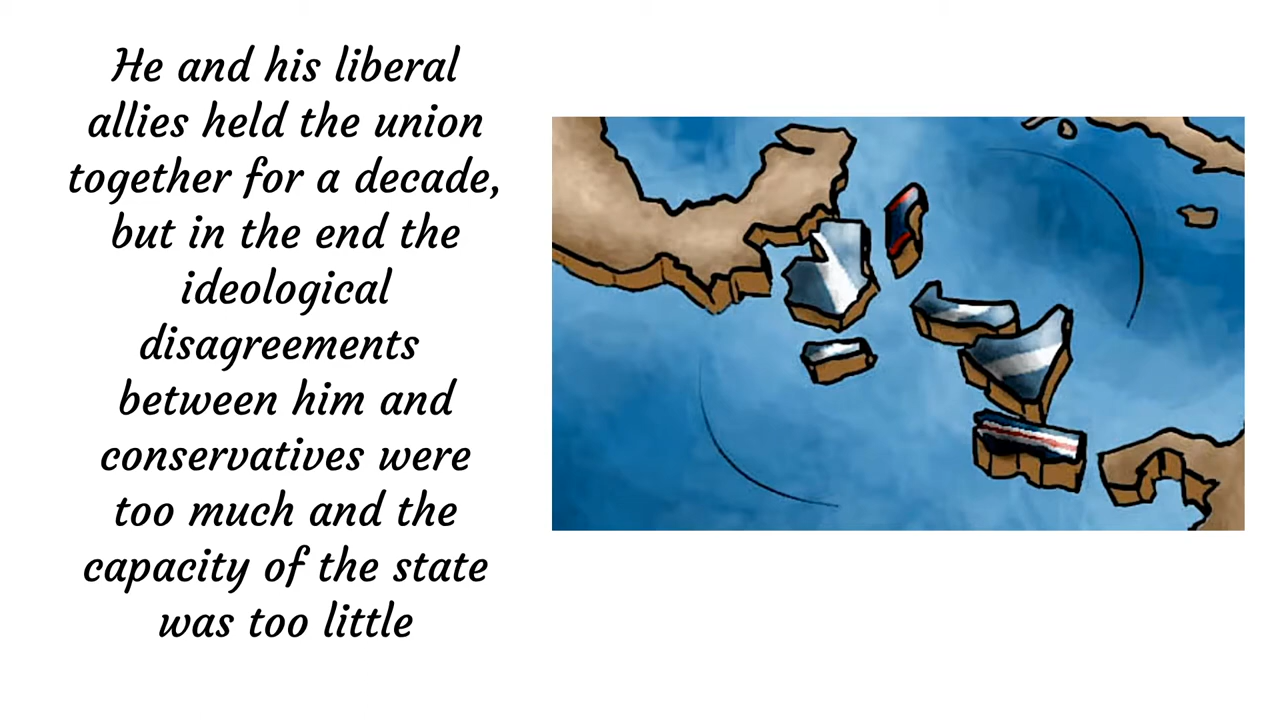 He and his liberal
allies held the union
together for a decade,
but in the end the
ideological
disagreements
between him and
conservatives were
too much and the
capacity of the state
was too little